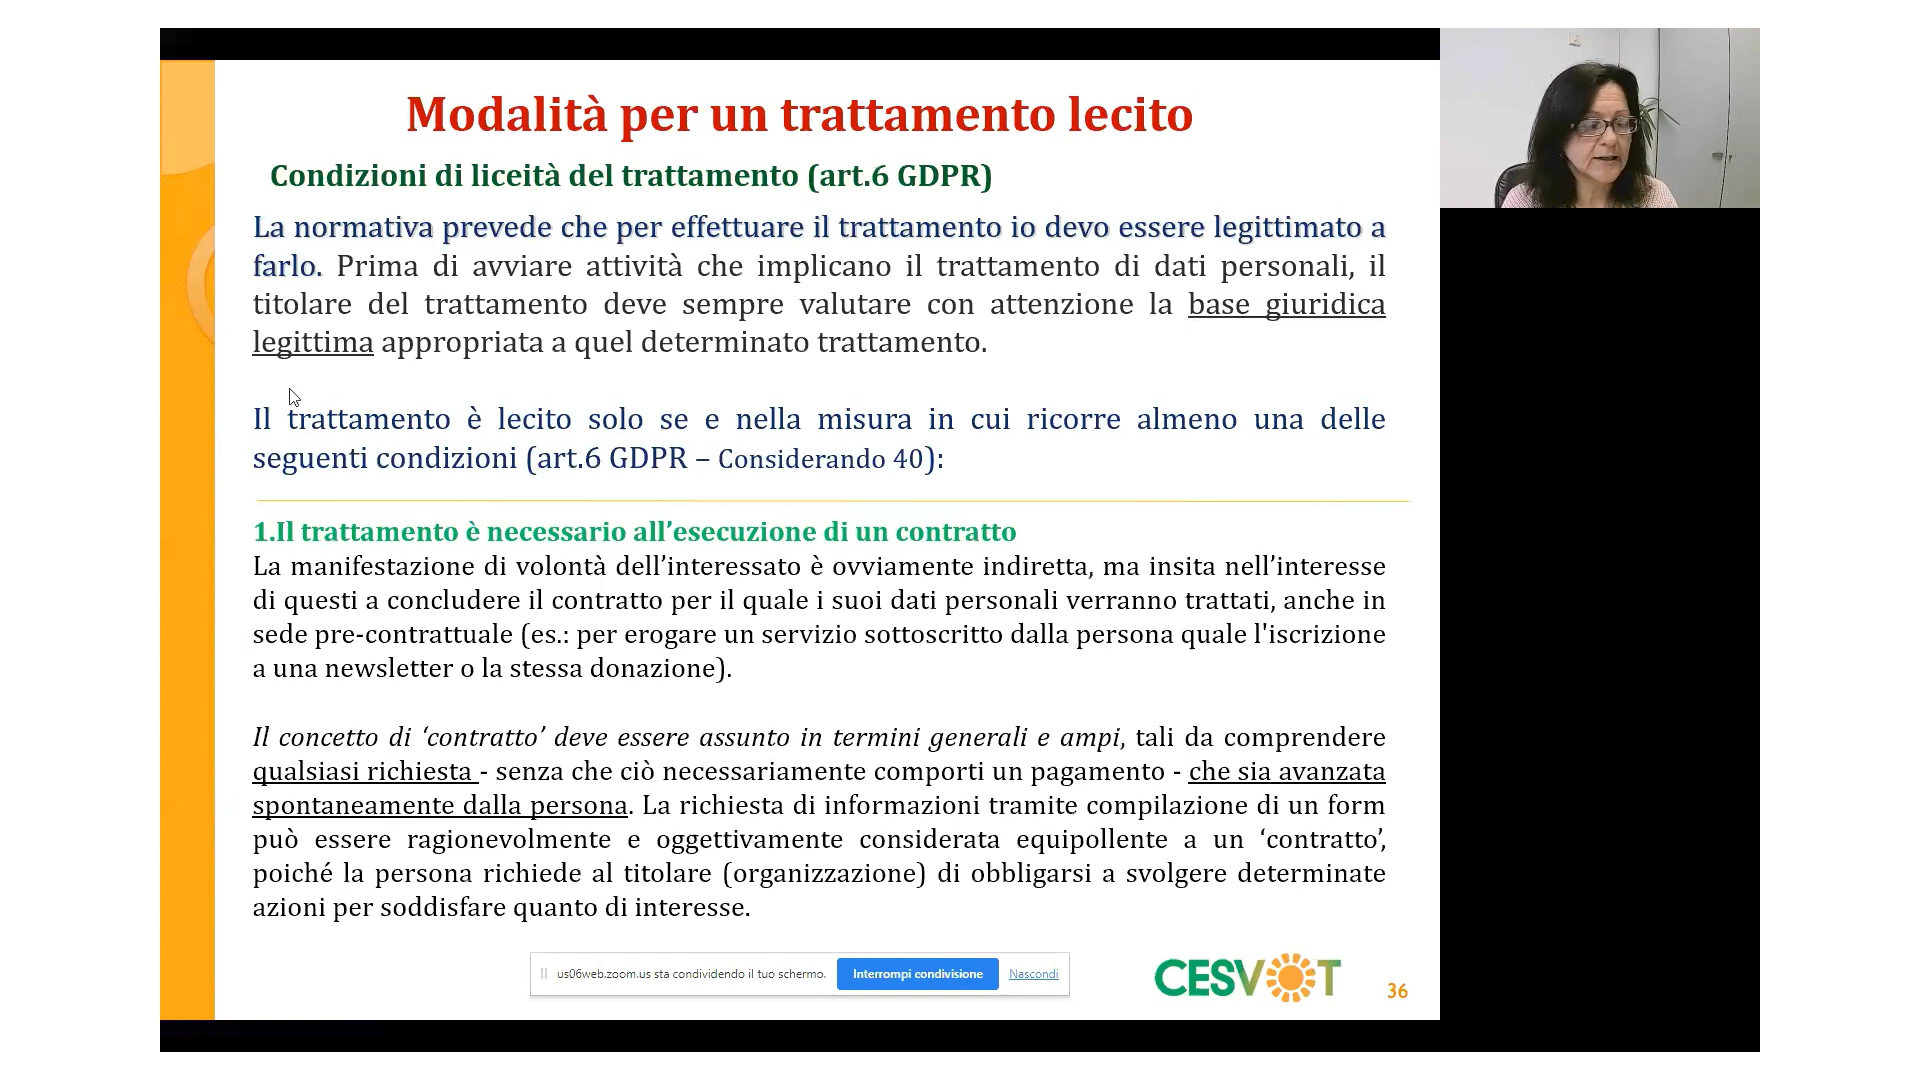 Modalità per un trattamento lecito
Condizioni di liceità del trattamento (art.6 GDPR)
La normativa prevede che per effettuare il trattamento io devo essere legittimato a
farlo. Prima di avviare attività che implicano il trattamento di dati personali, il
titolare del trattamento deve sempre valutare con attenzione la base giuridica
legittima appropriata a quel determinato trattamento.
Il trattamento è lecito solo se e nella misura in cui ricorre almeno una delle
seguenti condizioni (art.6 GDPR – Considerando 40):
1.Il trattamento è necessario all’esecuzione di un contratto
La manifestazione di volontà dell’interessato è ovviamente indiretta, ma insita nell’interesse
di questi a concludere il contratto per il quale i suoi dati personali verranno trattati, anche in
sede pre-contrattuale (es.: per erogare un servizio sottoscritto dalla persona quale l'iscrizione
a una newsletter o la stessa donazione).
Il concetto di ‘contratto’ deve essere assunto in termini generali e ampi, tali da comprendere
qualsiasi richiesta - senza che ciò necessariamente comporti un pagamento - che sia avanzata
spontaneamente dalla persona. La richiesta di informazioni tramite compilazione di un form
può essere ragionevolmente e oggettivamente considerata equipollente a un ‘contratto’,
poiché la persona richiede al titolare (organizzazione) di obbligarsi a svolgere determinate
azioni per soddisfare quanto di interesse.
us06web.zoom.us sta condividendo il tuo schermo. Interrompi condivisione Nascondi
CESVOT
36